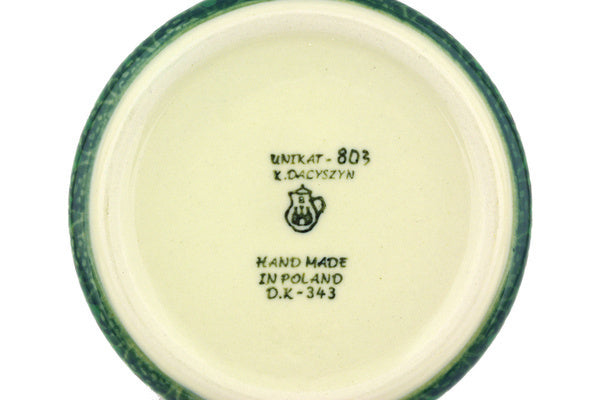 UNIKAT - 803
K. DACYSZYN
HAND MADE
IN POLAND
D.K - 343